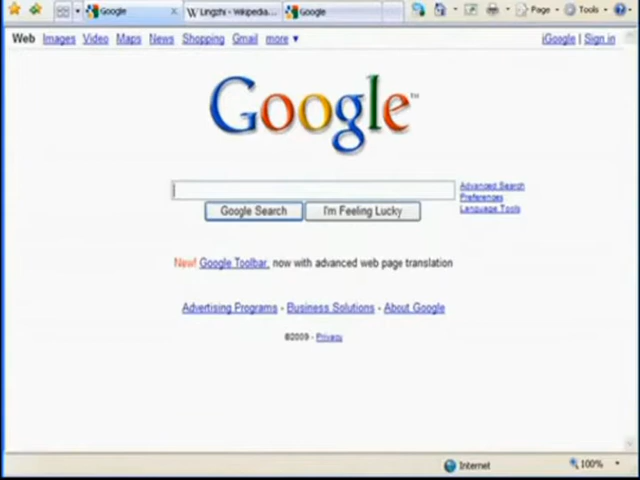 Google Lingzhi - Wikipedia... Google Page Tools
Web Images Video Maps News Shopping Gmail more ▼ iGoogle | Sign in
Google™
Advanced Search
Preferences
Language Tools
Google Search I'm Feeling Lucky
New! Google Toolbar, now with advanced web page translation
Advertising Programs - Business Solutions - About Google
©2009 - Privacy
Internet 100%